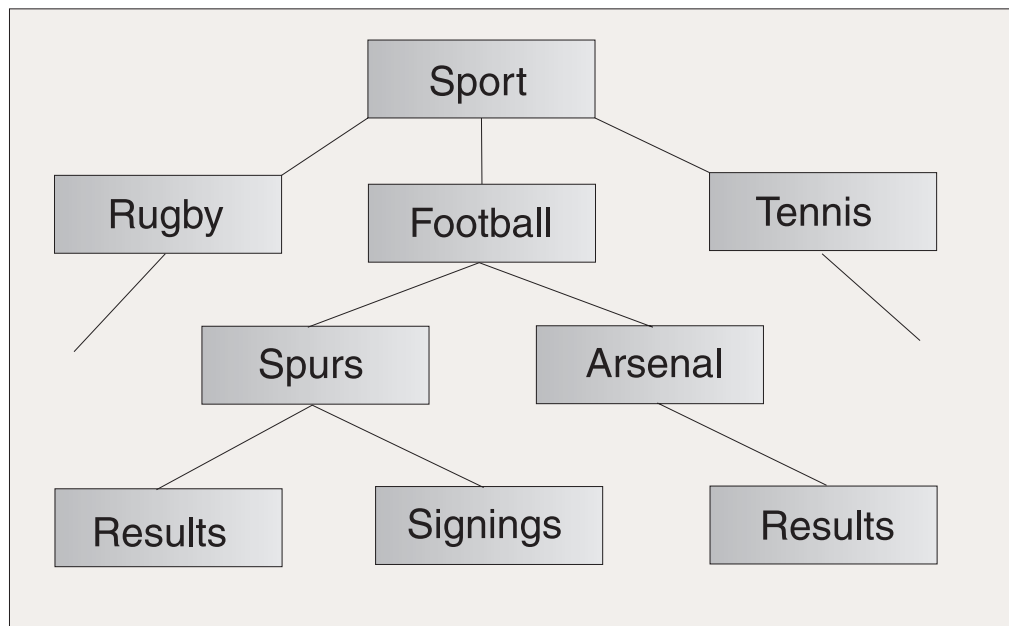 Sport
Rugby
Football
Tennis
Spurs
Arsenal
Results
Signings
Results